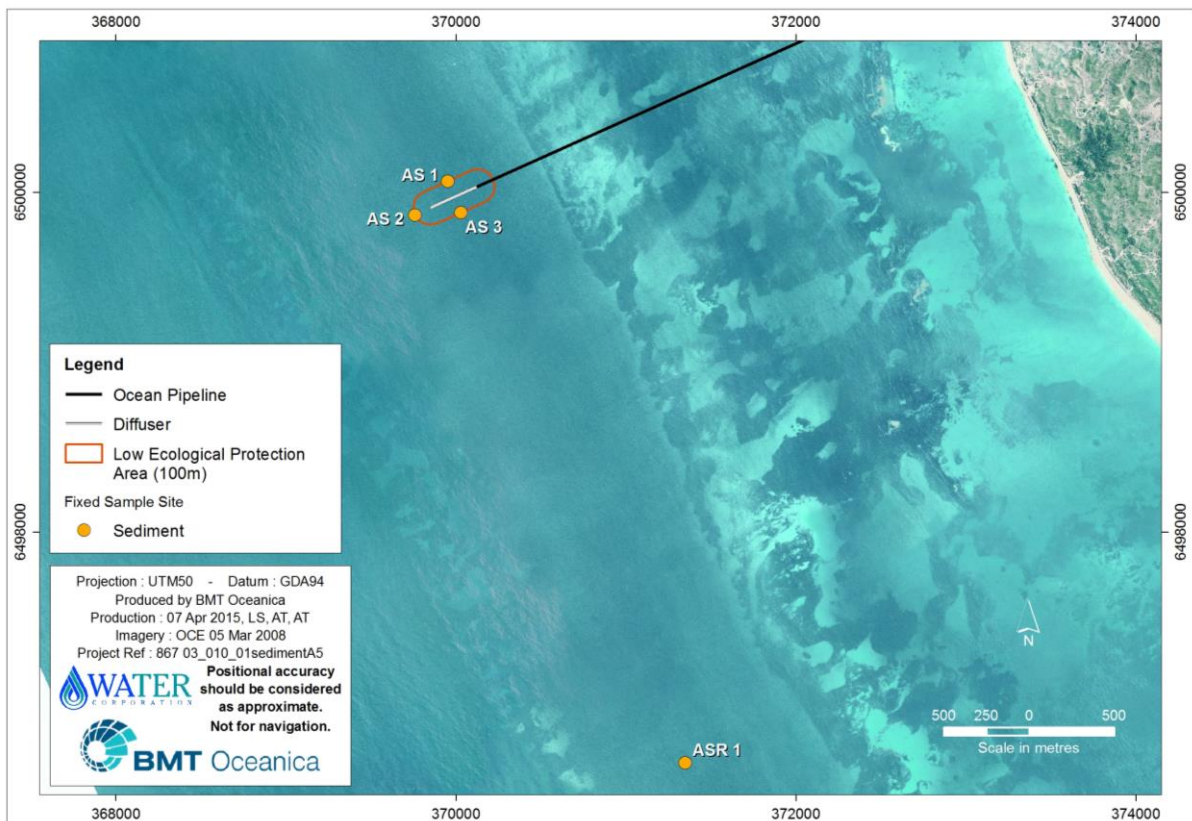 368000
370000
372000
374000
6500000
6500000
AS 1
AS 2
AS 3
Legend
Ocean Pipeline
Diffuser
Low Ecological Protection
Area (100m)
Fixed Sample Site
Sediment
6498000
6498000
Projection : UTM50 - Datum : GDA94
Produced by BMT Oceanica
Production : 07 Apr 2015, LS, AT, AT
Imagery : OCE 05 Mar 2008
Project Ref : 867 03_010_01sedimentA5
WATER
CORPORATION
Positional accuracy
should be considered
as approximate.
Not for navigation.
BMT Oceanica
N
500 250 0 500
Scale in metres
ASR 1
368000
370000
372000
374000